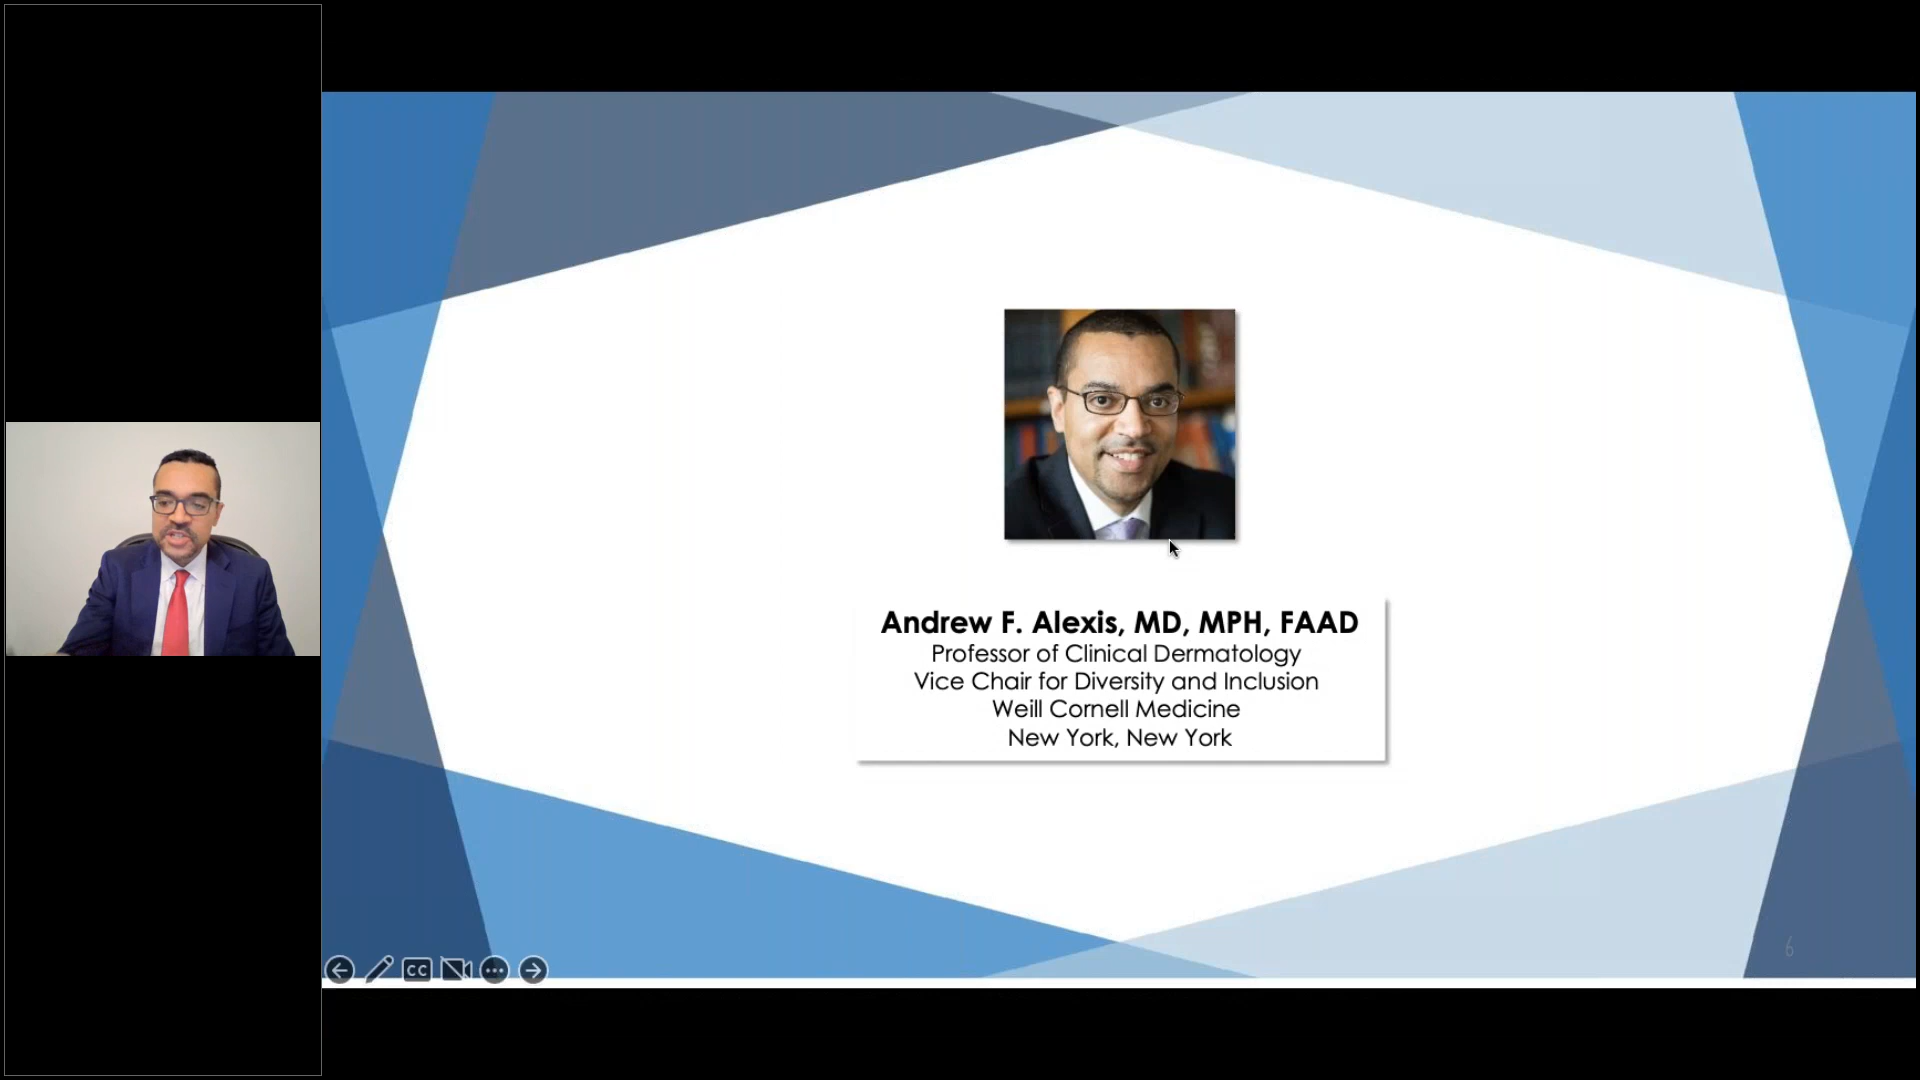 Andrew F. Alexis, MD, MPH, FAAD
Professor of Clinical Dermatology
Vice Chair for Diversity and Inclusion
Weill Cornell Medicine
New York, New York
6
CC